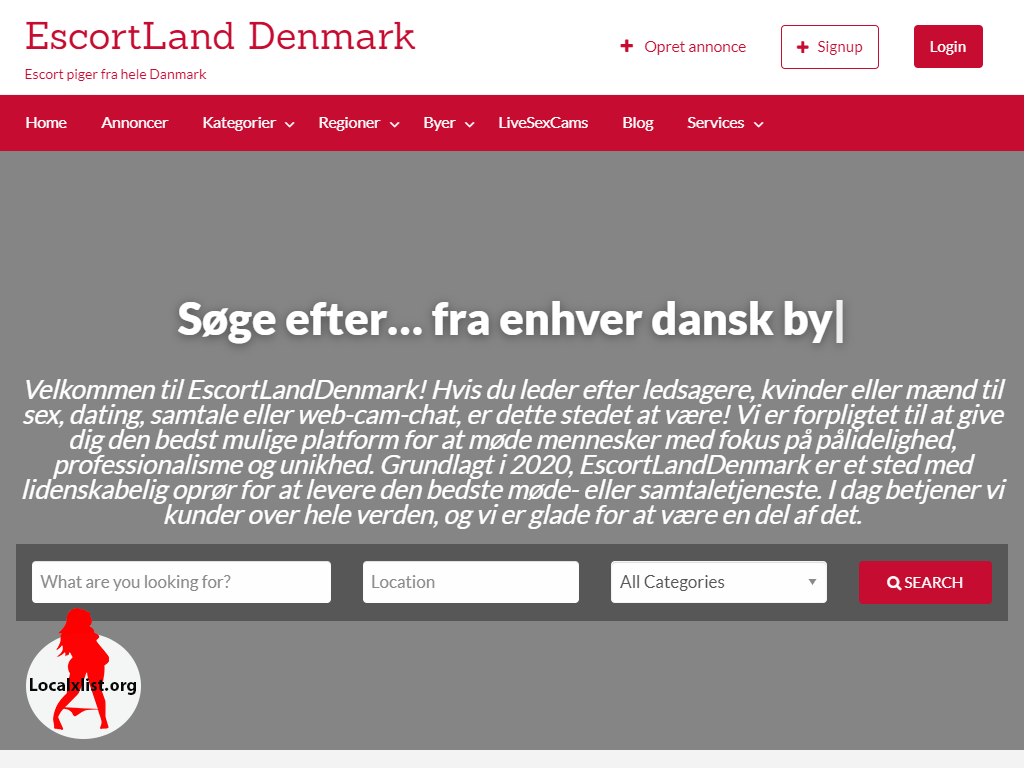 EscortLand Denmark
Escort piger fra hele Danmark
Opret annonce
Signup
Login
Home Annoncer Kategorier Regioner Byer LiveSexCams Blog Services
Søge efter... fra enhver dansk by|
Velkommen til EscortLandDenmark! Hvis du leder efter ledsagere, kvinder eller mænd til
sex, dating, samtale eller web-cam-chat, er dette stedet at være! Vi er forpligtet til at give
dig den bedst mulige platform for at møde mennesker med fokus på pålidelighed,
professionalisme og unikhed. Grundlagt i 2020, EscortLandDenmark er et sted med
lidenskabelig oprør for at levere den bedste møde- eller samtaletjeneste. I dag betjener vi
kunder over hele verden, og vi er glade for at være en del af det.
What are you looking for? Location All Categories SEARCH
Localxlist.org